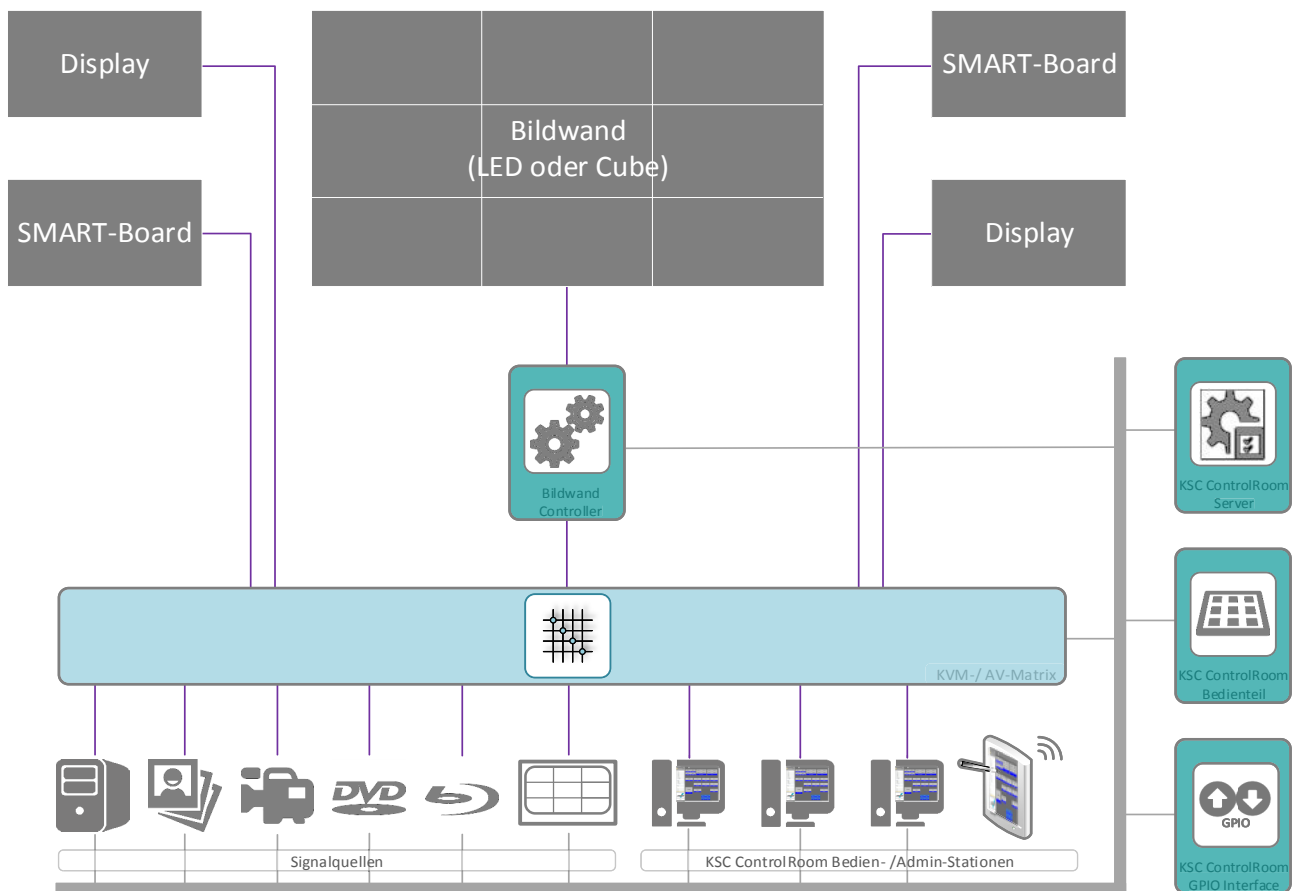 Display
SMART-Board
Bildwand
(LED oder Cube)
SMART-Board
Display
Bildwand
Controller
KSC ControlRoom
Server
KVM-/ AV-Matrix
KSC ControlRoom
Bedienteil
DVD
GPIO
KSC ControlRoom
GPIO Interface
Signalquellen
KSC ControlRoom Bedien- /Admin-Stationen